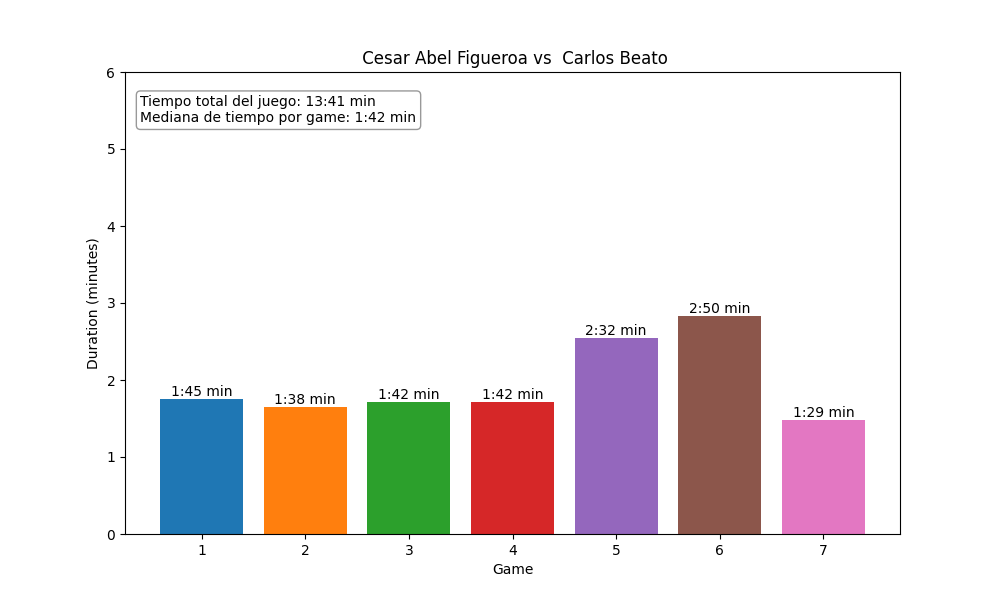 Cesar Abel Figueroa vs  Carlos Beato
Tiempo total del juego: 13:41 min
Mediana de tiempo por game: 1:42 min
Duration (minutes)
6
5
4
3
2
1
0
1:45 min
1:38 min
1:42 min
1:42 min
2:32 min
2:50 min
1:29 min
1
2
3
4
5
6
7
Game